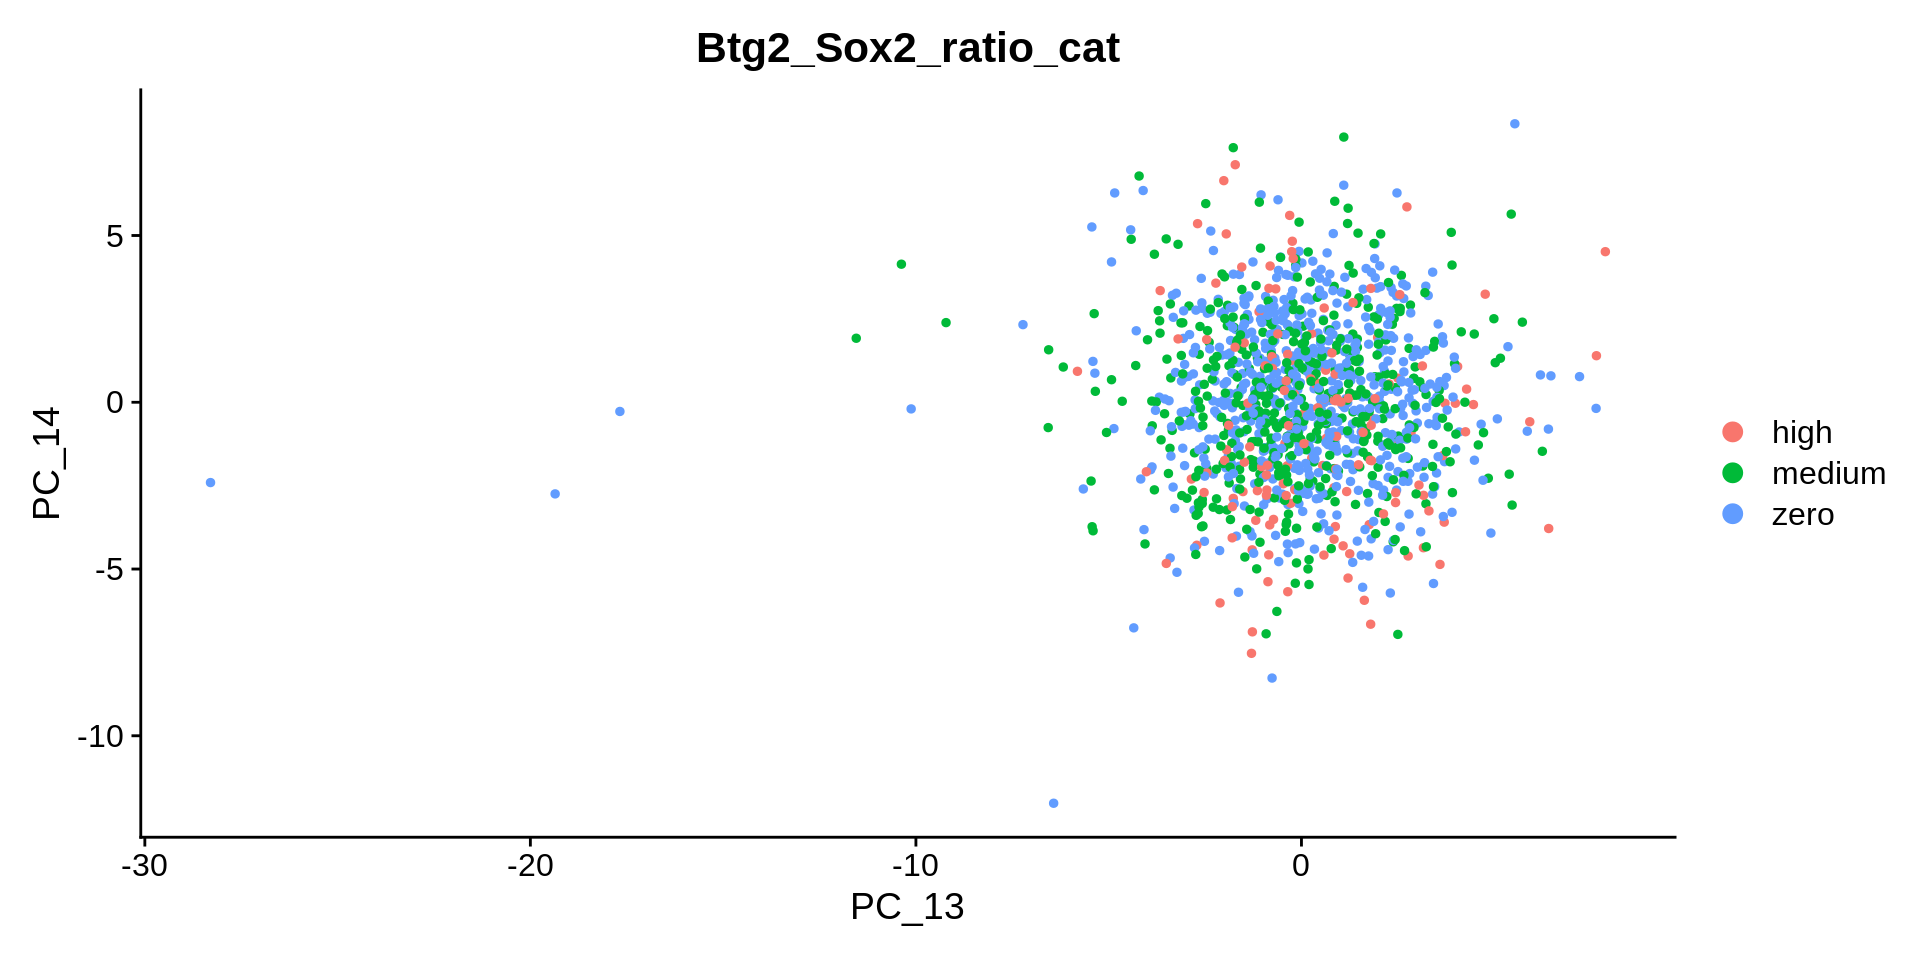 Btg2_Sox2_ratio_cat
5
0
-5
-10
PC_14
-30 -20 -10 0
PC_13
high
medium
zero